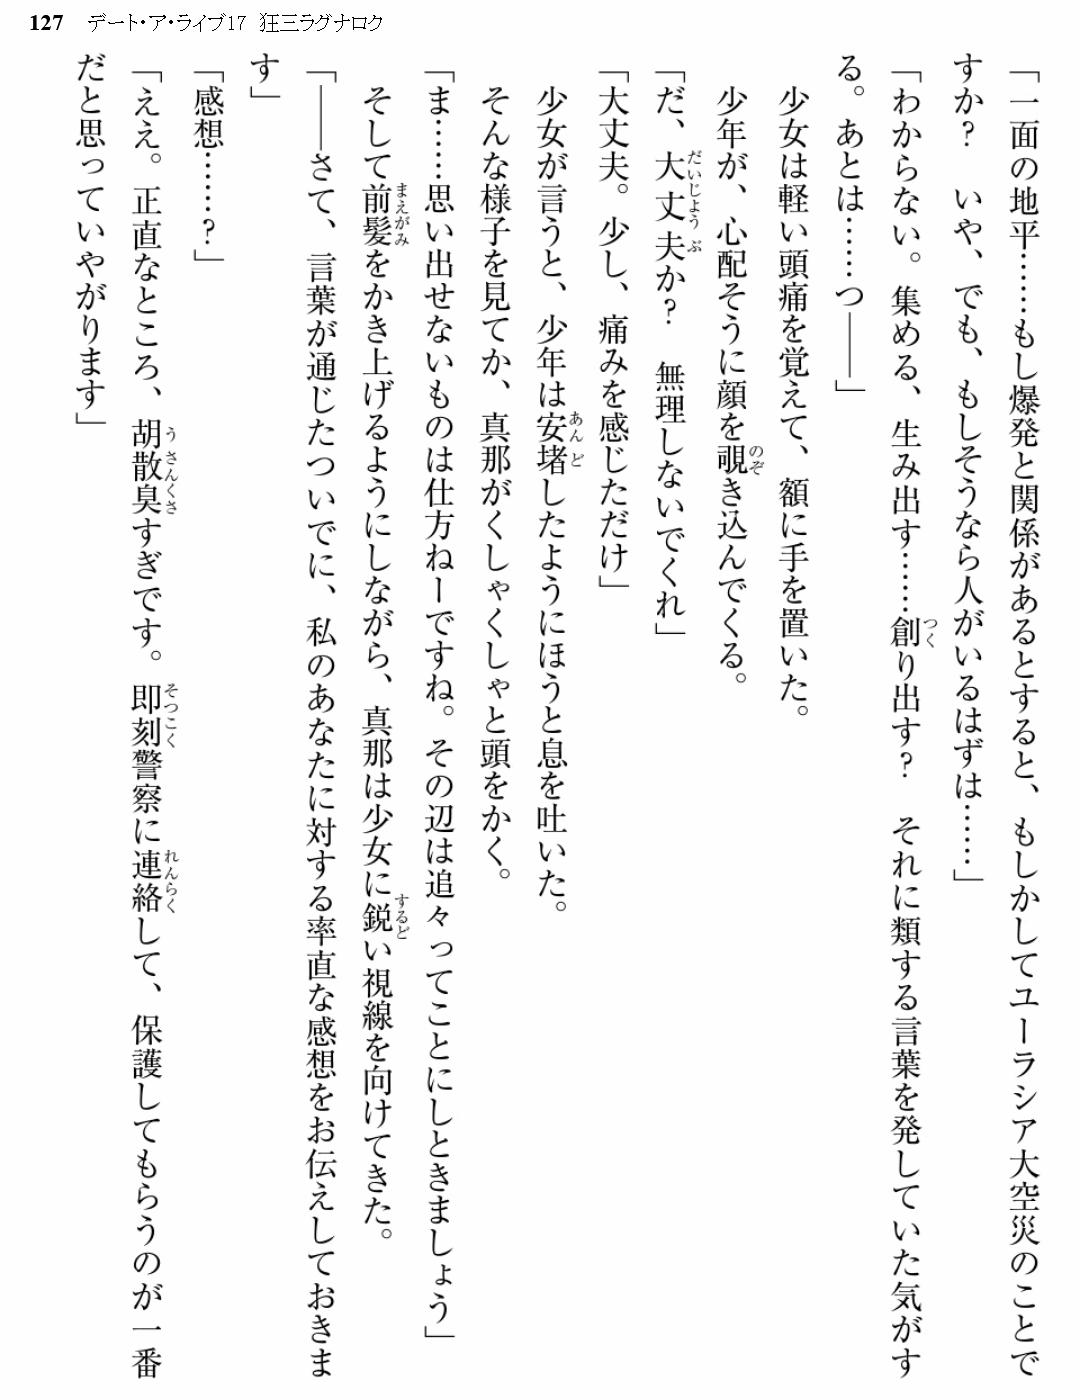 127 デート・ア・ライブ17 狂三ラグナロク
「一面の地平……もし爆発と関係があるとすると、もしかしてユーラシア大空災のことで
すか？　いや、でも、もしそうなら人がいるはずは……」
「わからない。集める、生み出す……創り出す？　それに類する言葉を発していた気がす
る。あとは……つ――」
　少女は軽い頭痛を覚えて、額に手を置いた。
　少年が、心配そうに顔を覗き込んでくる。
「だ、大丈夫か？　無理しないでくれ」
「大丈夫。少し、痛みを感じただけ」
　少女が言うと、少年は安堵したようにほうと息を吐いた。
　そんな様子を見てか、真那がくしゃくしゃと頭をかく。
「ま……思い出せないものは仕方ねーですね。その辺は追々ってことにしときましょう」
　そして前髪をかき上げるようにしながら、真那は少女に鋭い視線を向けてきた。
「――さて、言葉が通じたついでに、私のあなたに対する率直な感想をお伝えしておきま
す」
「感想……？」
「ええ。正直なところ、胡散臭すぎです。即刻警察に連絡して、保護してもらうのが一番
だと思っていやがります」